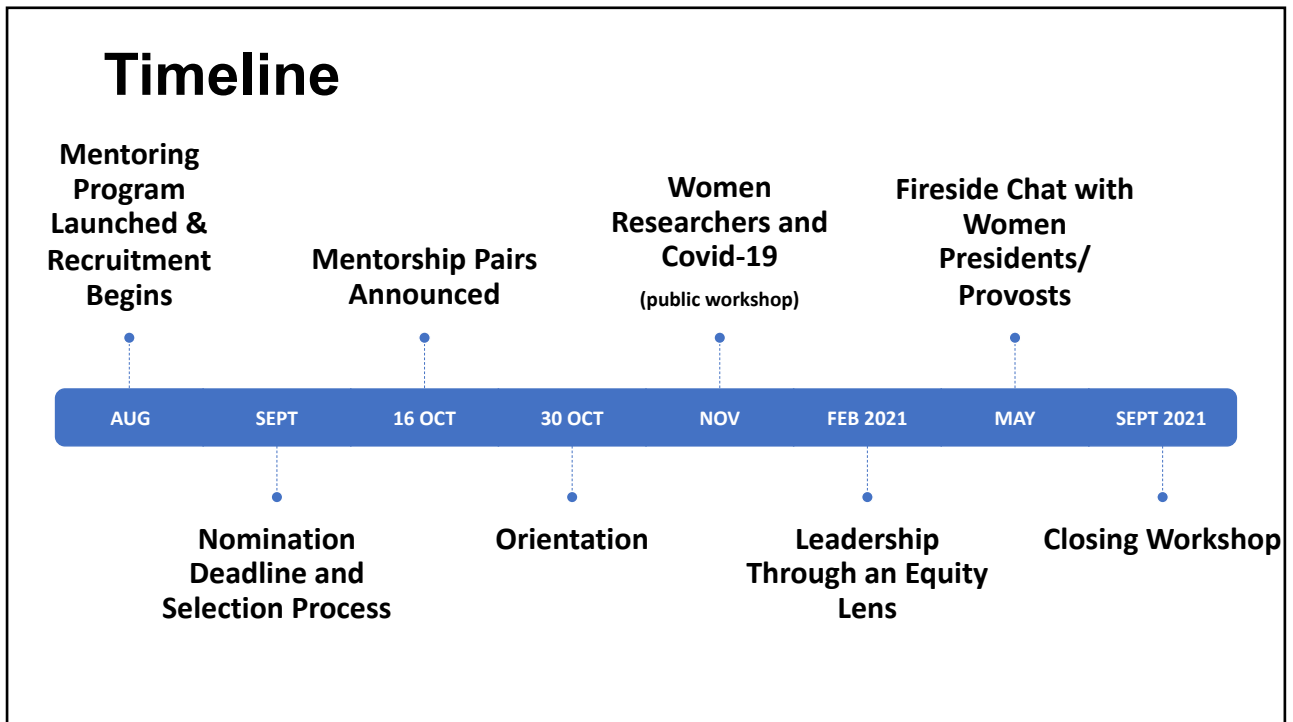 Timeline
Mentoring
Program
Launched &
Recruitment
Begins
Mentorship Pairs
Announced
Women
Researchers and
Covid-19
(public workshop)
Fireside Chat with
Women
Presidents/
Provosts
AUG
SEPT
16 OCT
30 OCT
NOV
FEB 2021
MAY
SEPT 2021
Nomination
Deadline and
Selection Process
Orientation
Leadership
Through an Equity
Lens
Closing Workshop